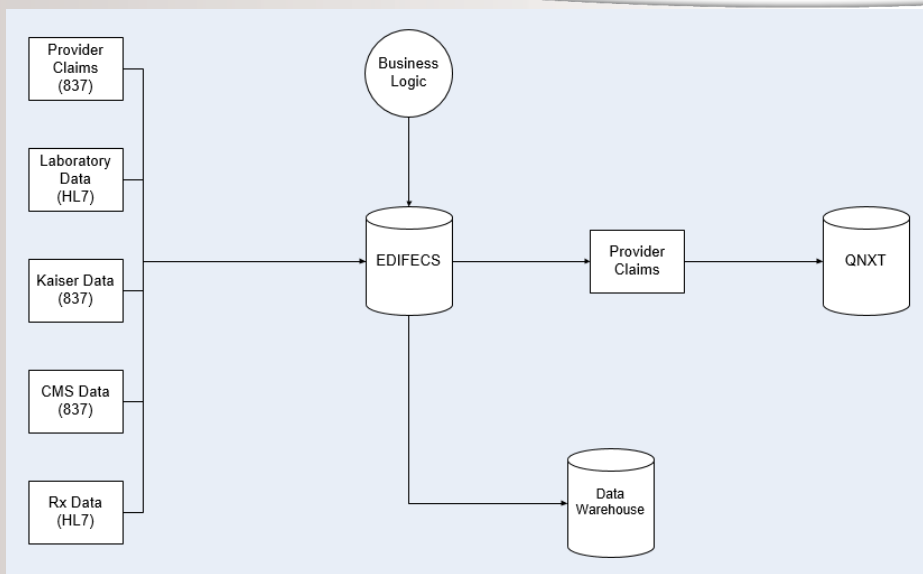 Provider
Claims
(837)
Laboratory
Data
(HL7)
Kaiser Data
(837)
CMS Data
(837)
Rx Data
(HL7)
Business
Logic
EDIFECS
Provider
Claims
QNXT
Data
Warehouse